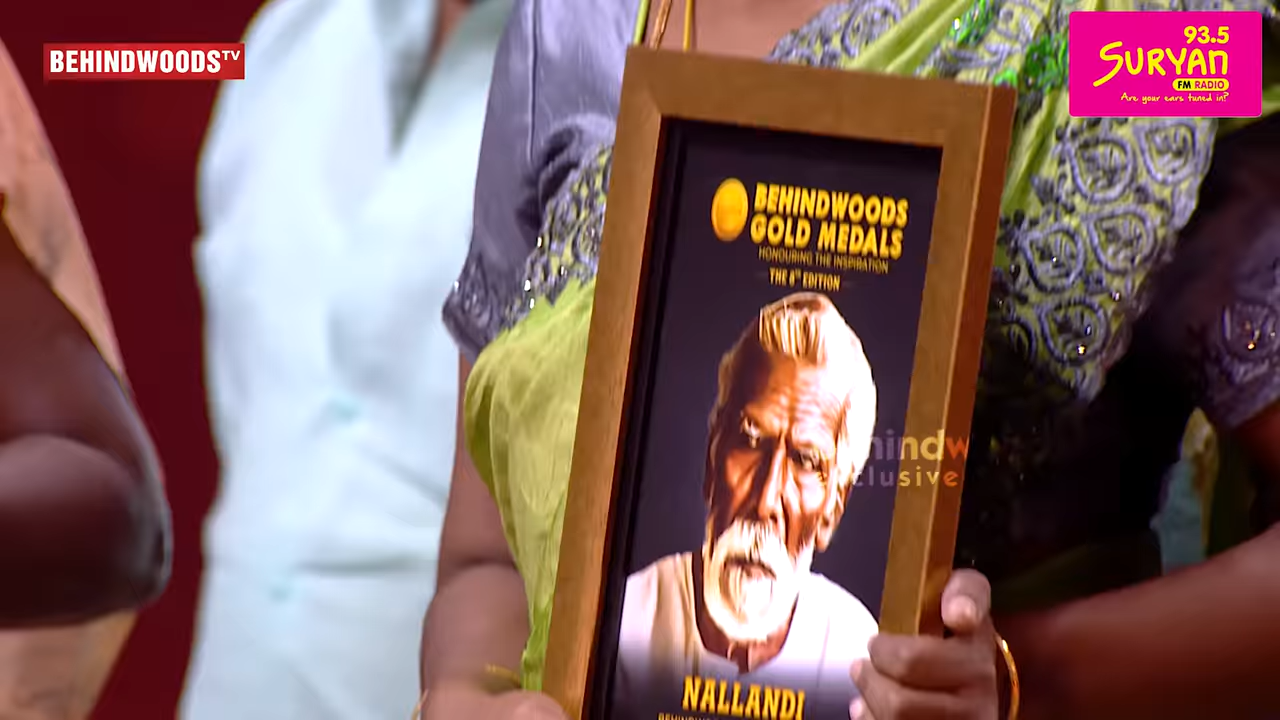 BEHINDWOODS TV
93.5
SURYAN
FM RADIO
Are your ears tuned in?
BEHINDWOODS
GOLD MEDALS
HONOURING THE INSPIRATION
THE 8TH EDITION
exclusive
NALLANDI